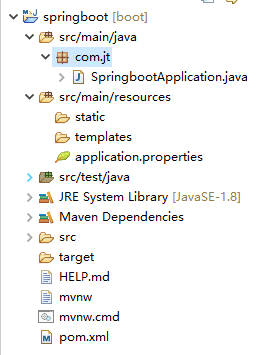 springboot [boot]
src/main/java
com.jt
SpringbootApplication.java
src/main/resources
static
templates
application.properties
src/test/java
JRE System Library [JavaSE-1.8]
Maven Dependencies
src
target
HELP.md
mvnw
mvnw.cmd
pom.xml